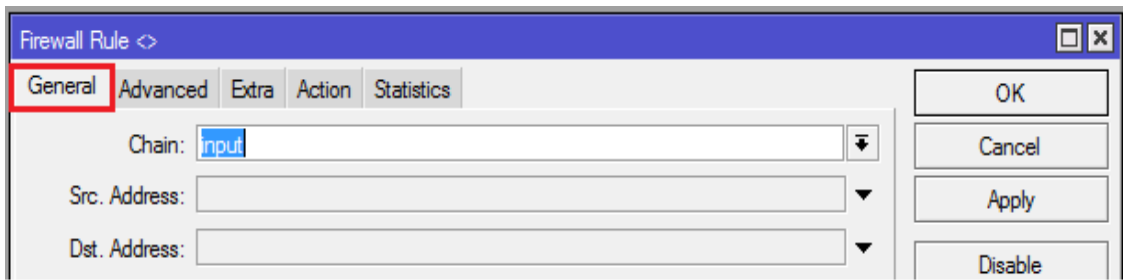 Firewall Rule <>
General Advanced Extra Action Statistics
OK
Chain: input
Cancel
Src. Address:
Apply
Dst. Address:
Disable